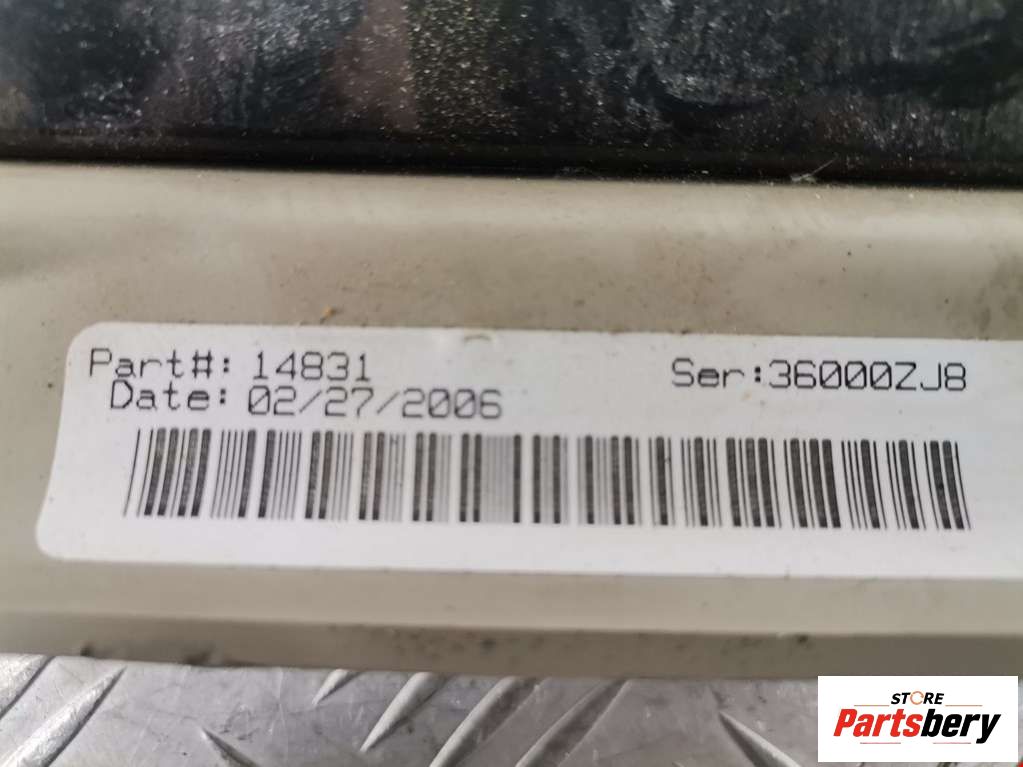 Part#: 14831
Ser:36000ZJ8
Date: 02/27/2006
STORE
Partsbery